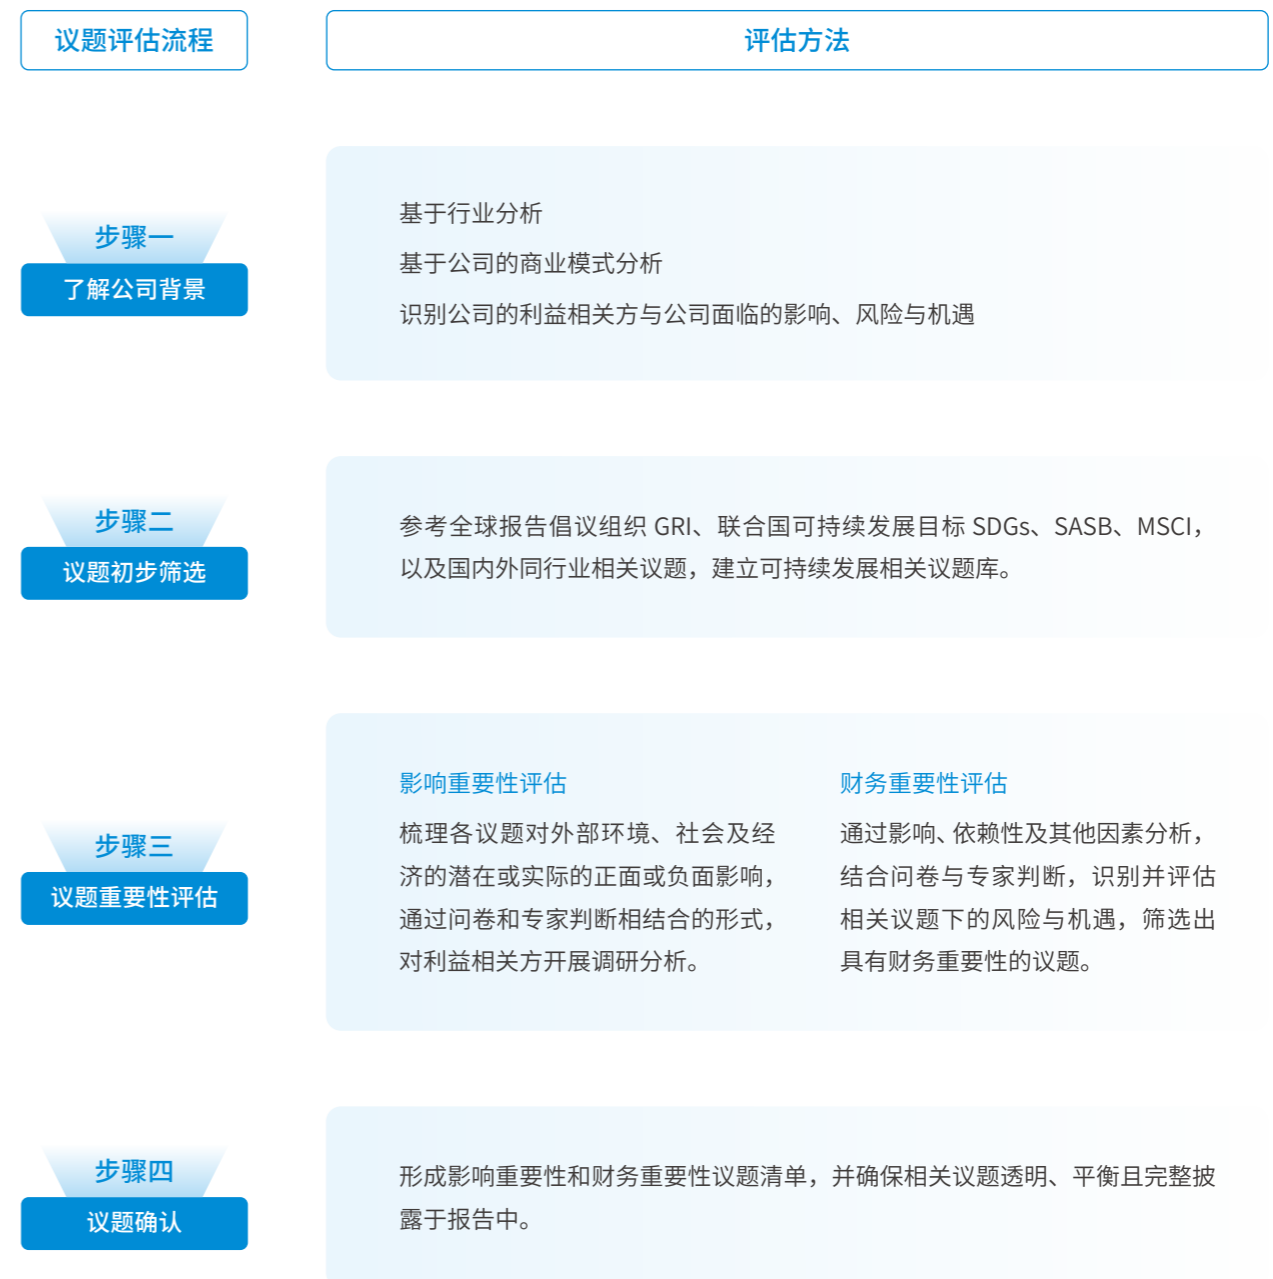 议题评估流程
评估方法
步骤一
了解公司背景
基于行业分析
基于公司的商业模式分析
识别公司的利益相关方与公司面临的影响、风险与机遇
步骤二
议题初步筛选
参考全球报告倡议组织 GRI、联合国可持续发展目标 SDGs、SASB、MSCI，
以及国内外同行业相关议题，建立可持续发展相关议题库。
步骤三
议题重要性评估
影响重要性评估
梳理各议题对外部环境、社会及经
济的潜在或实际的正面或负面影响，
通过问卷和专家判断相结合的形式，
对利益相关方开展调研分析。
财务重要性评估
通过影响、依赖性及其他因素分析，
结合问卷与专家判断，识别并评估
相关议题下的风险与机遇，筛选出
具有财务重要性的议题。
步骤四
议题确认
形成影响重要性和财务重要性议题清单，并确保相关议题透明、平衡且完整披
露于报告中。